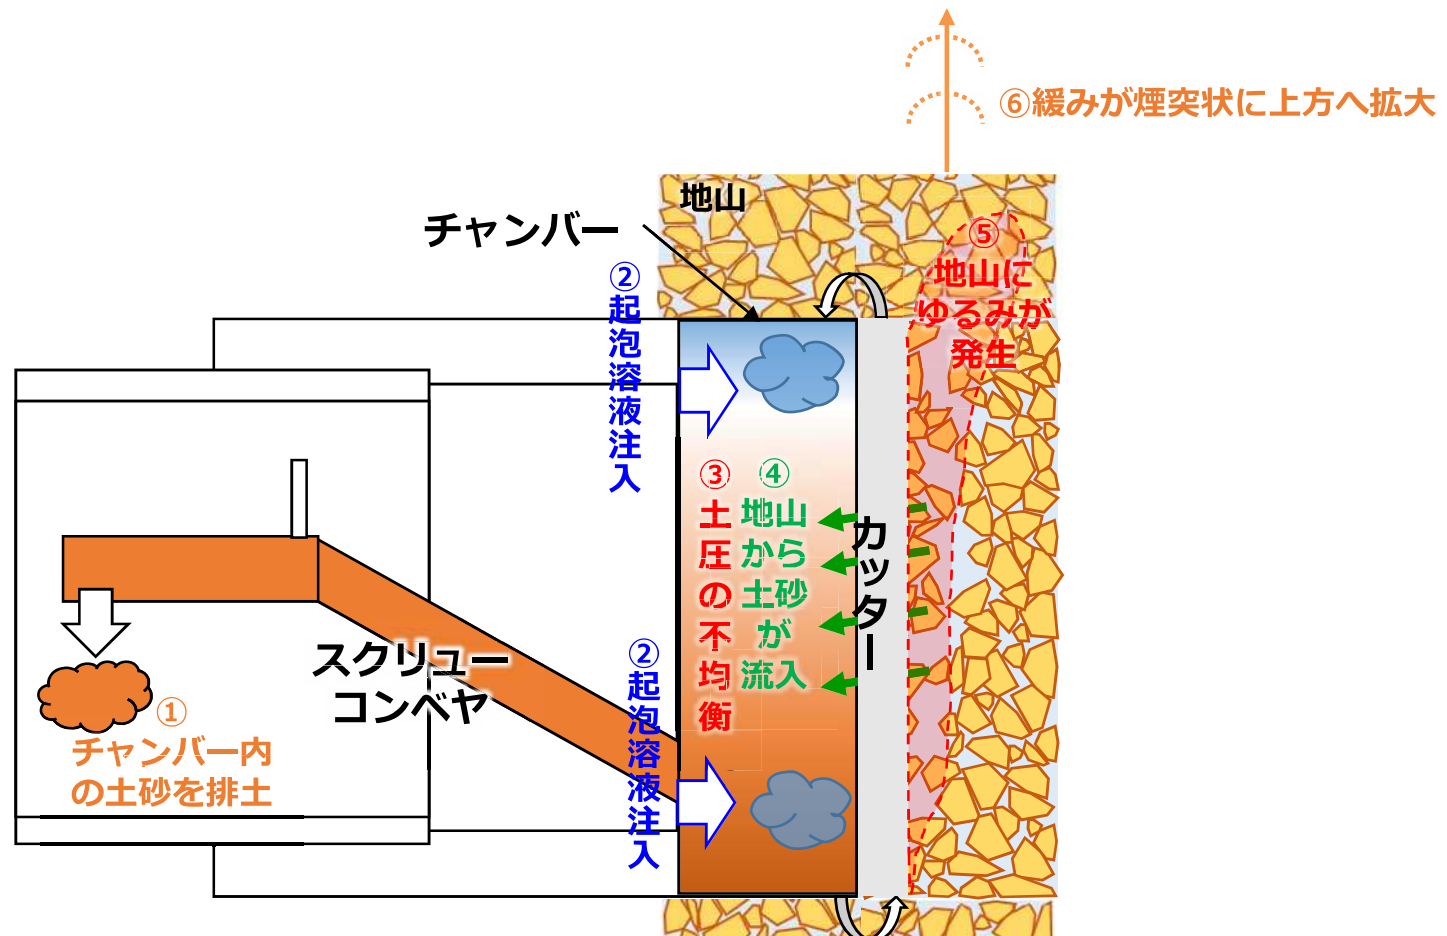 ⑥緩みが煙突状に上方へ拡大
地山
チャンバー
⑤
地山に
ゆるみが
発生
②起泡溶液注入
③土圧の不均衡
④
地山
から
土砂
が
流入
カッター
スクリュー
コンベヤ
②起泡溶液注入
①
チャンバー内
の土砂を排土